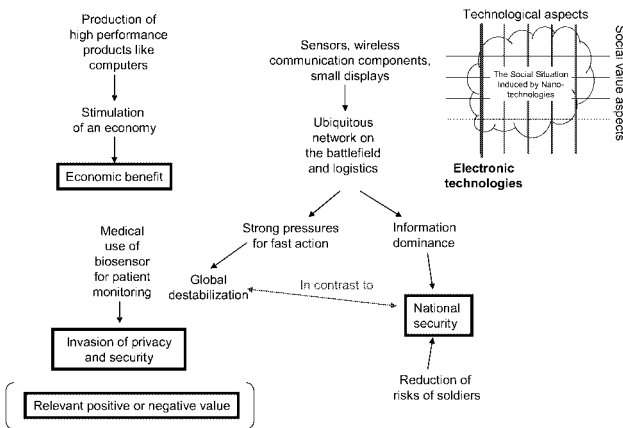 Production of
high performance
products like
computers
Stimulation
of an economy
Economic benefit
Medical
use of
biosensor
for patient
monitoring
Invasion of privacy
and security
Relevant positive or negative value
Sensors, wireless
communication components,
small displays
Ubiquitous
network on
the battlefield
and logistics
Strong pressures
for fast action
Global
destabilization
Information
dominance
In contrast to
National
security
Reduction of
risks of soldiers
Technological aspects
Social value aspects
The Social Situation
Induced by Nano-
technologies
Electronic
technologies